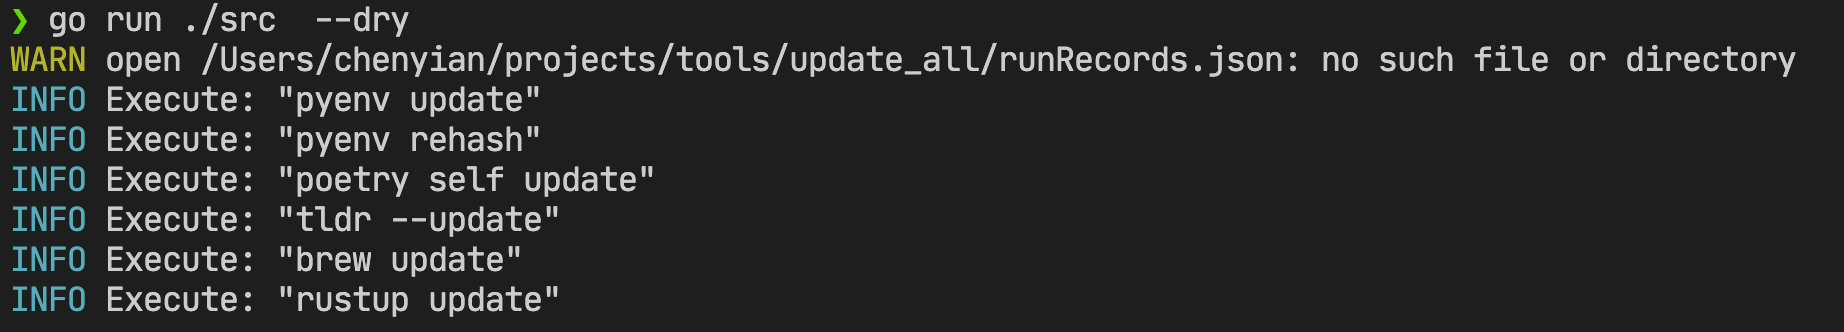 ❯ go run ./src  --dry
WARN open /Users/chenyian/projects/tools/update_all/runRecords.json: no such file or directory
INFO Execute: "pyenv update"
INFO Execute: "pyenv rehash"
INFO Execute: "poetry self update"
INFO Execute: "tldr --update"
INFO Execute: "brew update"
INFO Execute: "rustup update"